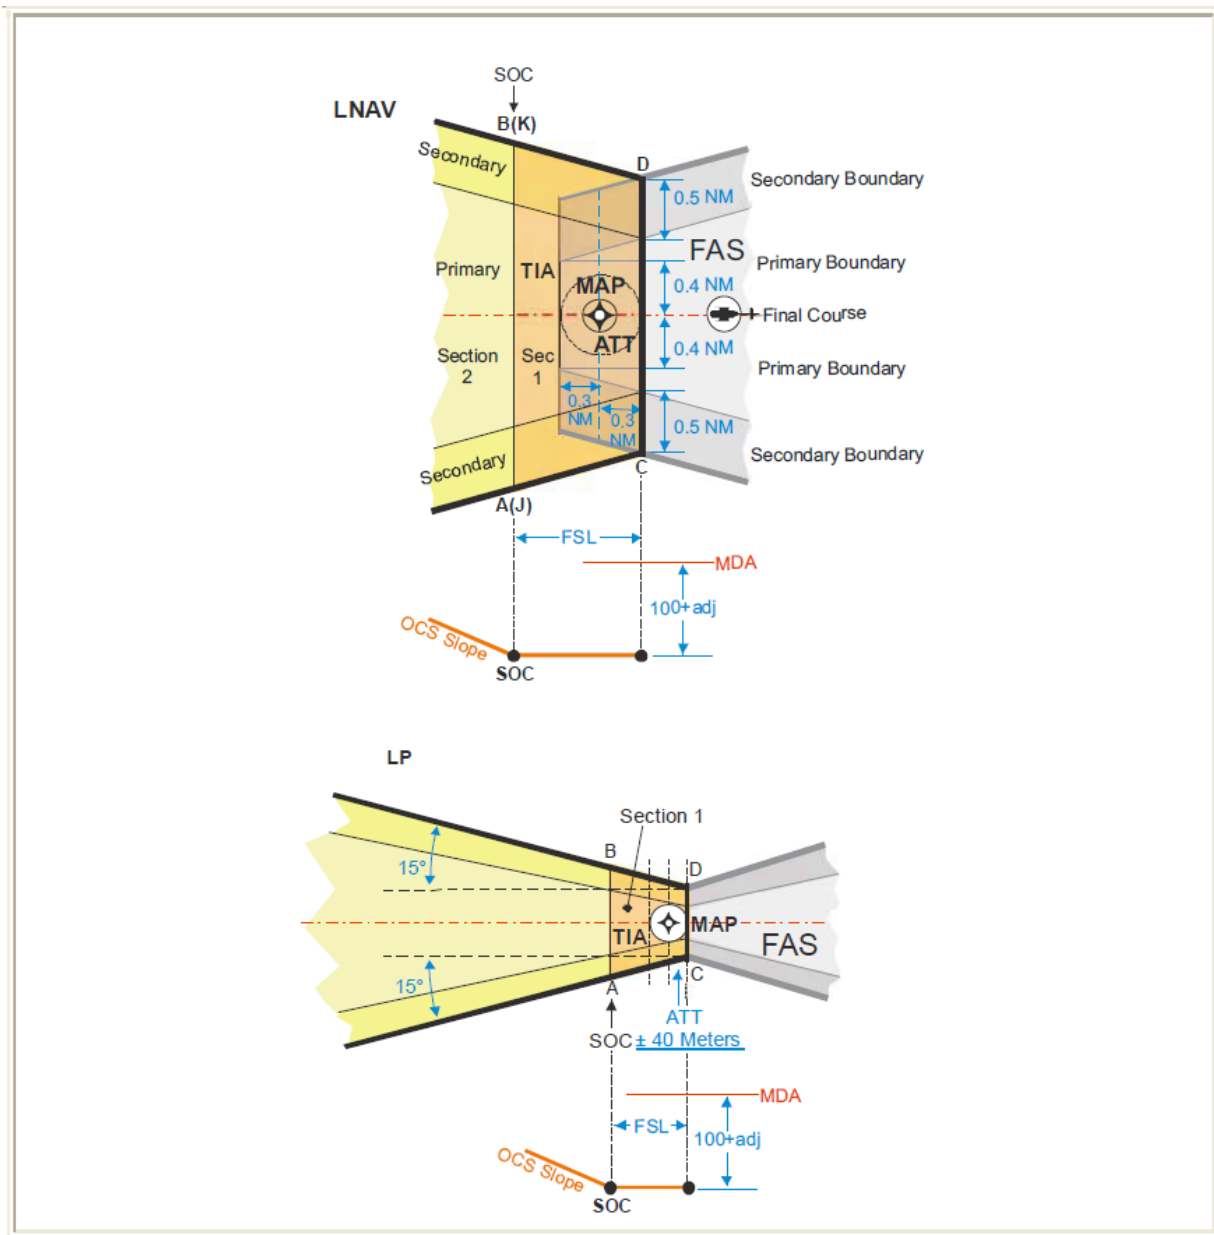 SOC
LNAV
B(K)
Secondary
D
Secondary Boundary
0.5 NM
FAS
Primary
TIA
Primary Boundary
MAP
0.4 NM
Final Course
ATT
0.4 NM
Section
2
Sec
1
Primary Boundary
0.3
NM
0.3
NM
0.5 NM
Secondary
Secondary Boundary
C
A(J)
FSL
MDA
100+adj
OCS Slope
SOC
LP
Section 1
B
D
15°
MAP
TIA
FAS
15°
A
C
ATT
SOC ± 40 Meters
MDA
FSL
100+adj
OCS Slope
SOC